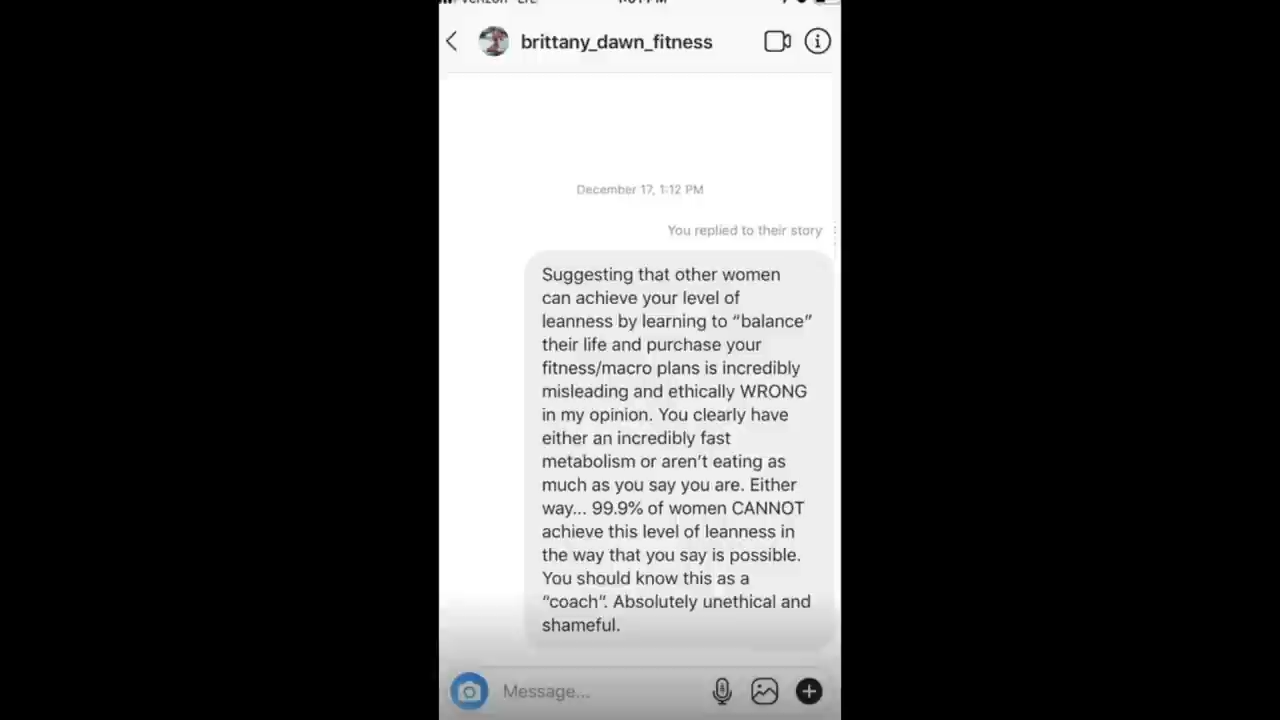 brittany_dawn_fitness
December 17, 1:12 PM
You replied to their story
Suggesting that other women
can achieve your level of
leanness by learning to “balance”
their life and purchase your
fitness/macro plans is incredibly
misleading and ethically WRONG
in my opinion. You clearly have
either an incredibly fast
metabolism or aren’t eating as
much as you say you are. Either
way... 99.9% of women CANNOT
achieve this level of leanness in
the way that you say is possible.
You should know this as a
“coach”. Absolutely unethical and
shameful.
Message...